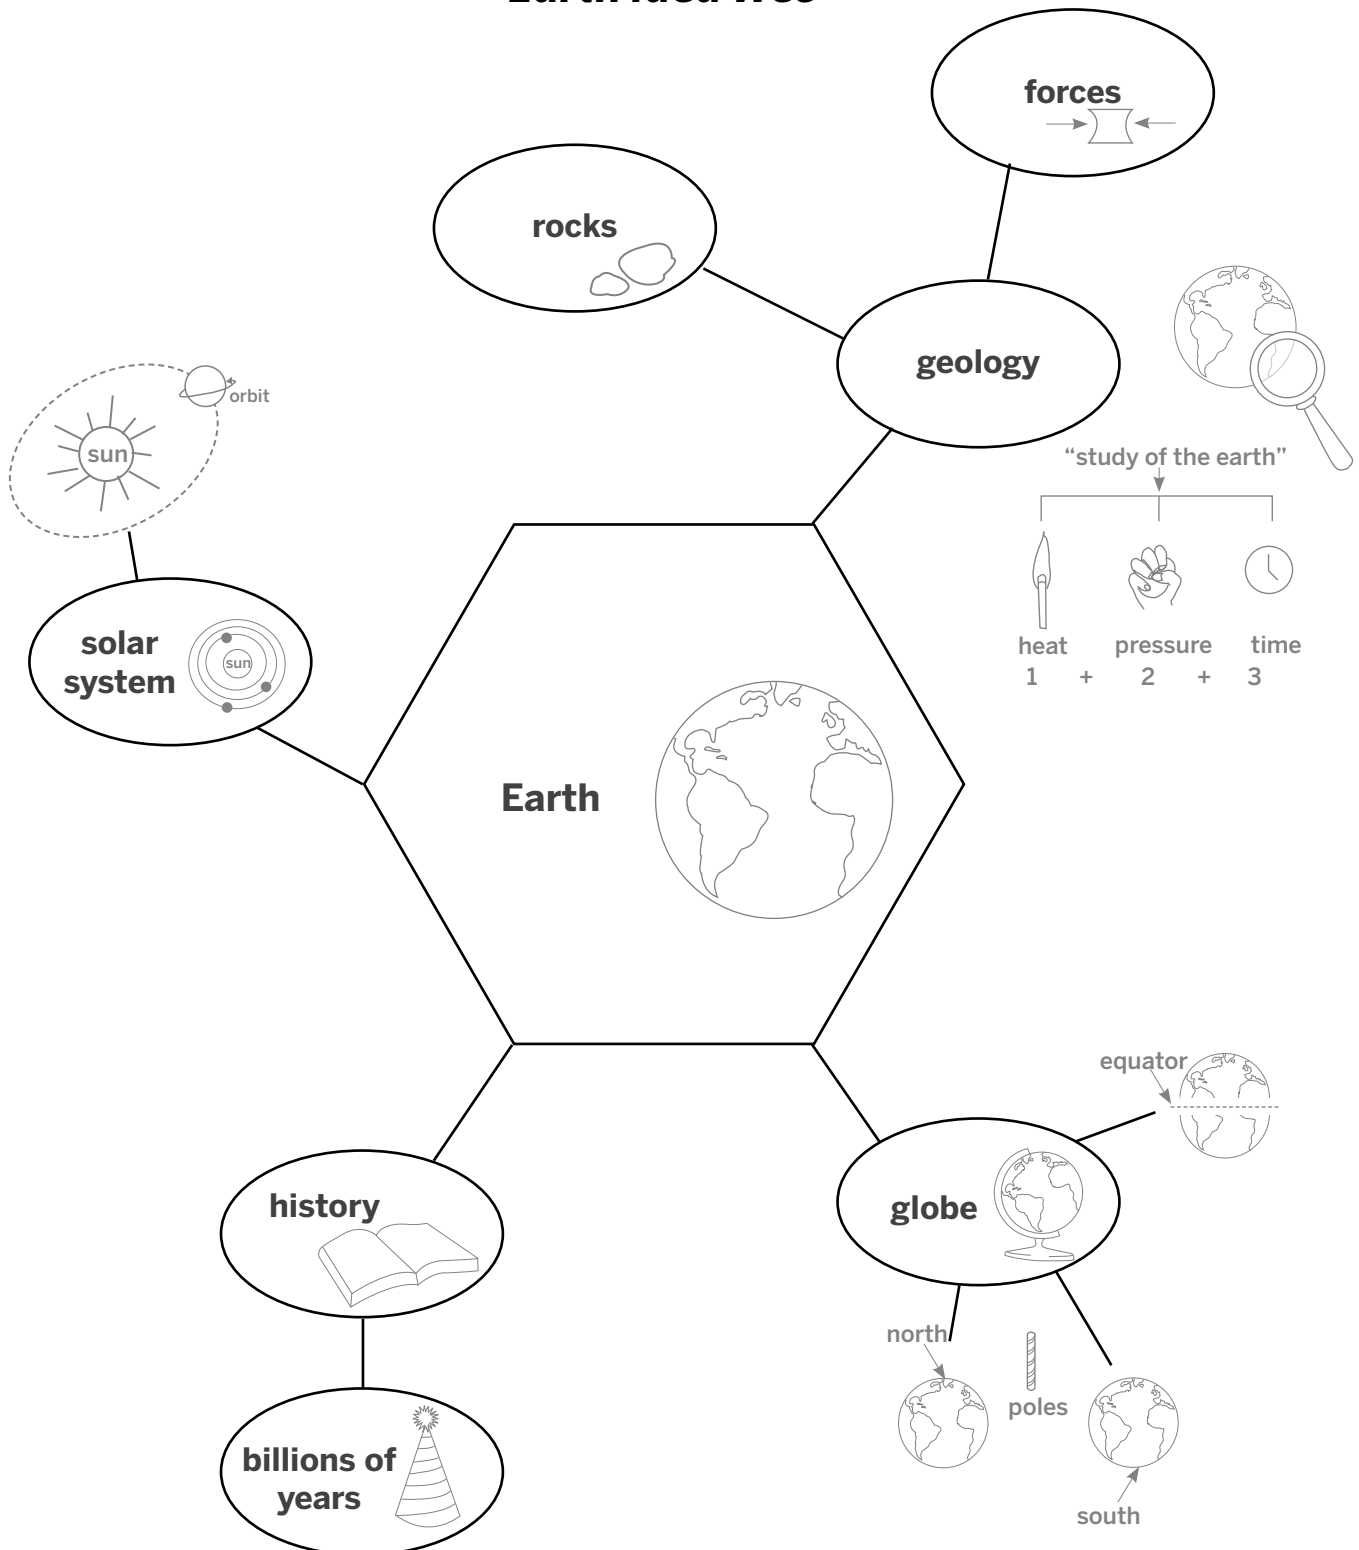 forces
rocks
geology
orbit
sun
“study of the earth”
heat
pressure
time
1 + 2 + 3
solar
system
sun
Earth
equator
history
globe
north
poles
billions of
years
south